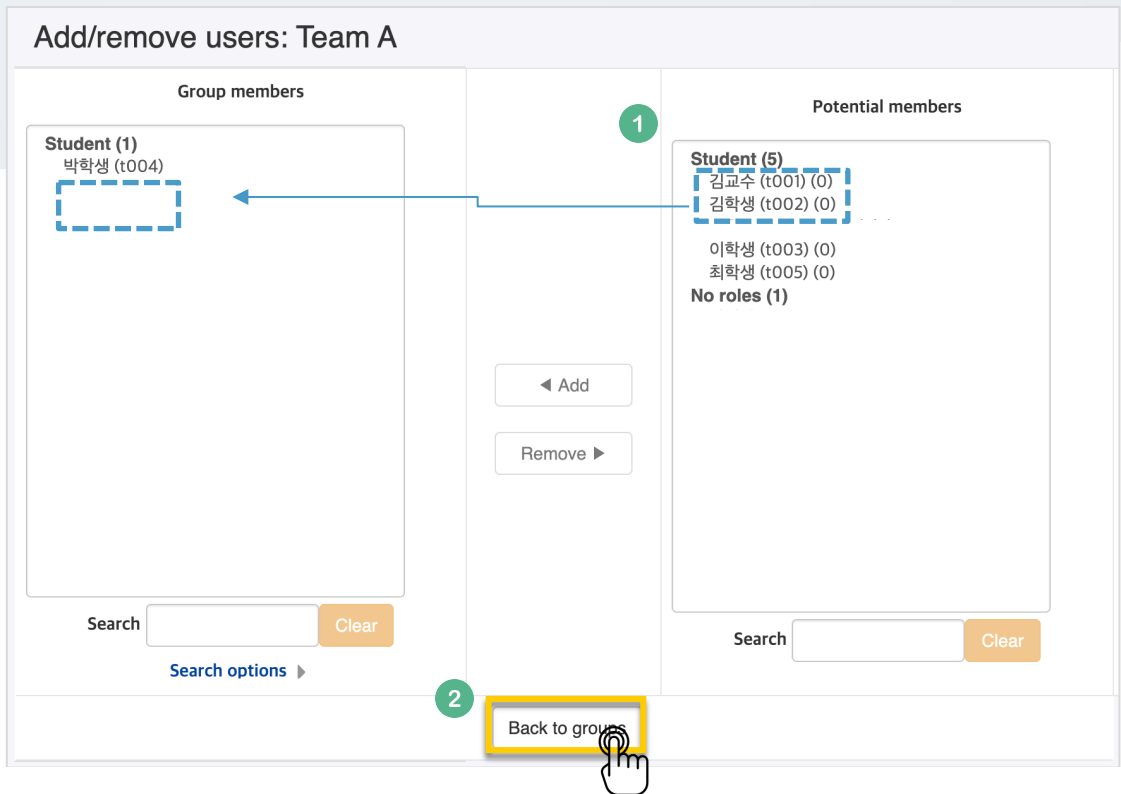 Add/remove users: Team A
Group members
Student (1)
박학생 (t004)
Search
Clear
Search options
◀ Add
Remove ▶
1
Potential members
Student (5)
김교수 (t001) (0)
김학생 (t002) (0)
이학생 (t003) (0)
최학생 (t005) (0)
No roles (1)
Search
Clear
2
Back to groups